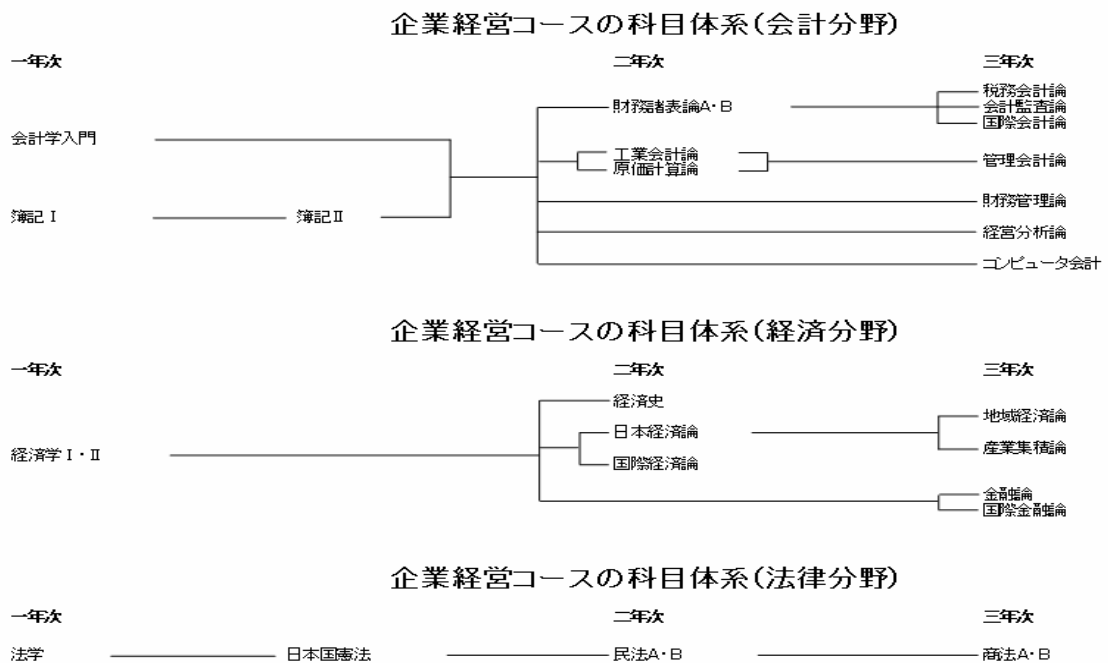 企業経営コースの科目体系(会計分野)
一年次 二年次 三年次
税務会計論
財務諸表論A・B 会計監査論
国際会計論
会計学入門
工業会計論
原価計算論 管理会計論
財務管理論
簿記Ⅰ 簿記Ⅱ
経営分析論
コンピュータ会計
企業経営コースの科目体系(経済分野)
一年次 二年次 三年次
経済史
地域経済論
日本経済論
産業集積論
経済学Ⅰ・Ⅱ
国際経済論
金融論
国際金融論
企業経営コースの科目体系(法律分野)
一年次 二年次 三年次
法学 日本国憲法 民法A・B 商法A・B